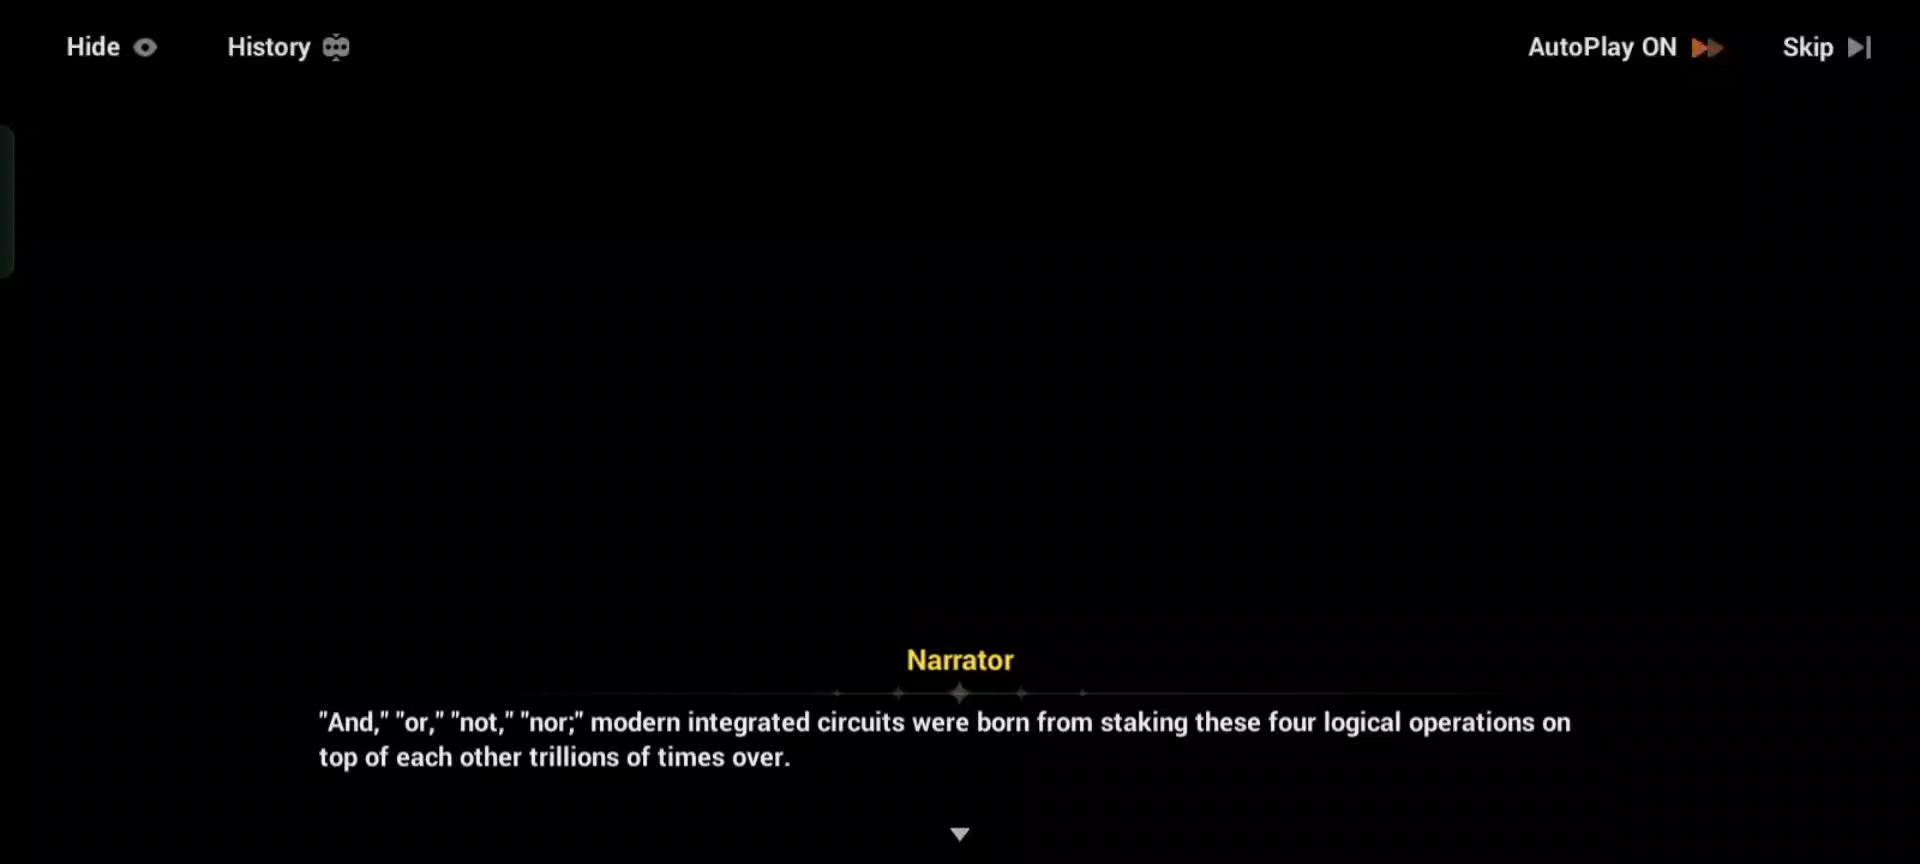 Hide
History
AutoPlay ON
Skip
Narrator
"And," "or," "not," "nor;" modern integrated circuits were born from staking these four logical operations on
top of each other trillions of times over.